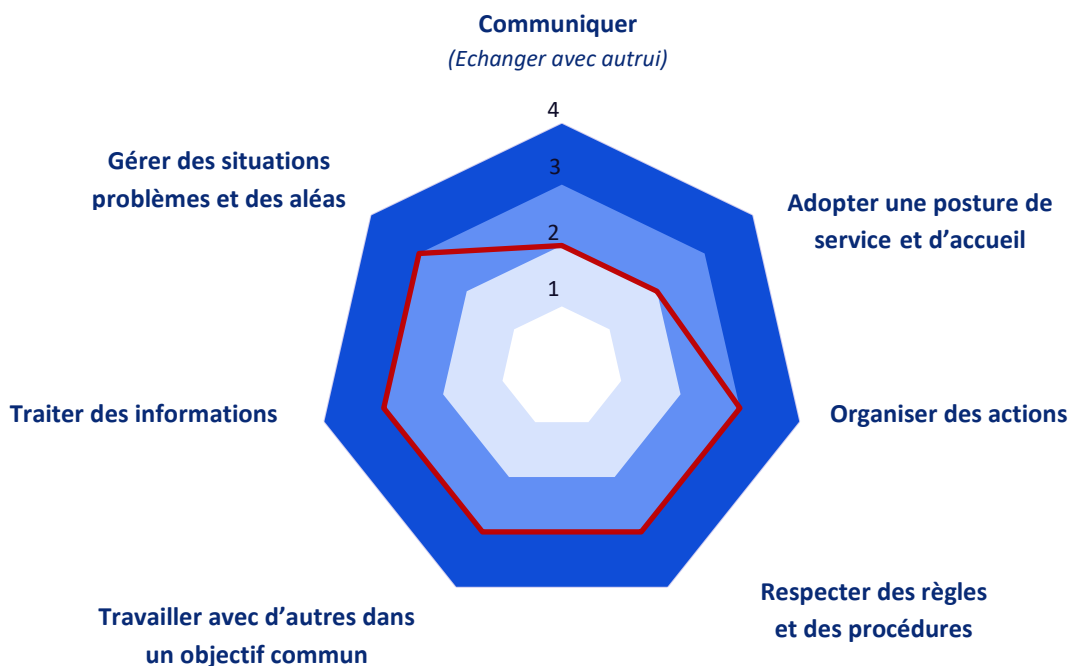 Communiquer
(Echanger avec autrui)
4
3
2
1
Gérer des situations
problèmes et des aléas
Adopter une posture de
service et d’accueil
Traiter des informations
Organiser des actions
Respecter des règles
et des procédures
Travailler avec d’autres dans
un objectif commun